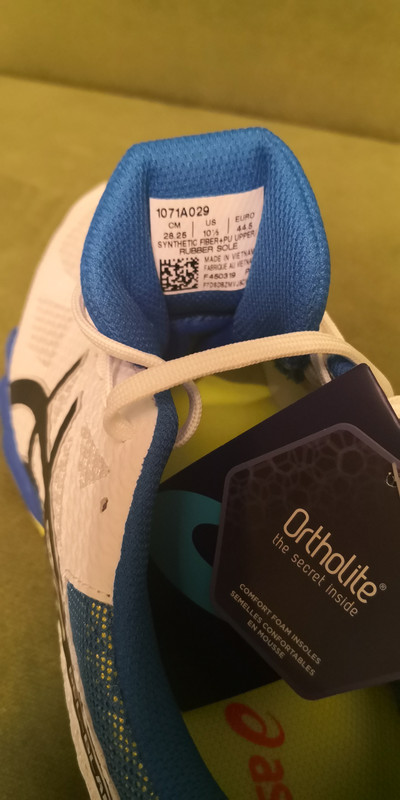 1071A029
CM US EURO
28.25 10½ 44.5
SYNTHETIC FIBER+PU UPPER
RUBBER SOLE
MADE IN VIETNAM
FABRIQUE AU VIETNAM
F450319
Ortholite®
the secret inside
COMFORT FOAM INSOLES
SEMELLES CONFORTABLES
EN MOUSSE
as